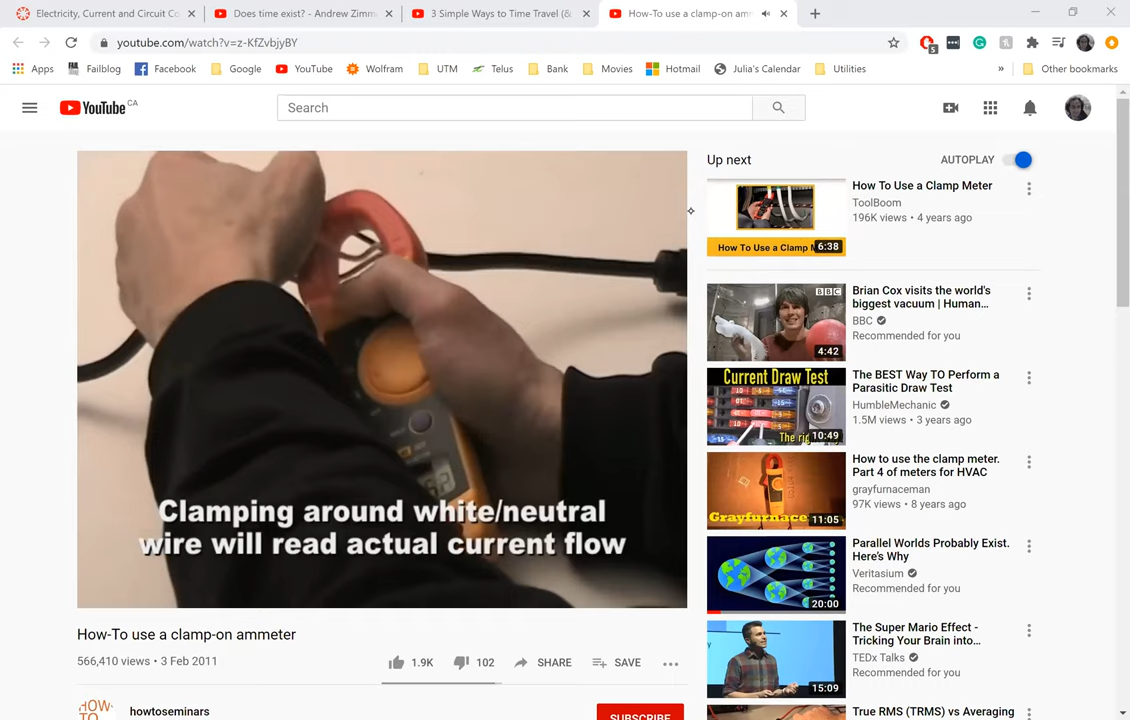 Electricity, Current and Circuit Co
Does time exist? - Andrew Zimme
3 Simple Ways to Time Travel (&
How-To use a clamp-on amm
youtube.com/watch?v=z-KfZvbjyBY
5
Apps
Failblog
Facebook
Google
YouTube
Wolfram
UTM
Telus
Bank
Movies
Hotmail
Julia's Calendar
Utilities
»
Other bookmarks
YouTube CA
Search
Clamping around white/neutral
wire will read actual current flow
How-To use a clamp-on ammeter
566,410 views • 3 Feb 2011
1.9K
102
SHARE
SAVE
HOW
TO
howtoseminars
SUBSCRIBE
Up next
AUTOPLAY
How To Use a Clamp M
6:38
How To Use a Clamp Meter
ToolBoom
196K views • 4 years ago
BBC
4:42
Brian Cox visits the world's
biggest vacuum | Human...
BBC
Recommended for you
Current Draw Test
The rig
10:49
The BEST Way TO Perform a
Parasitic Draw Test
HumbleMechanic
1.5M views • 3 years ago
Grayfurnace
11:05
How to use the clamp meter.
Part 4 of meters for HVAC
grayfurnaceman
97K views • 8 years ago
20:00
Parallel Worlds Probably Exist.
Here's Why
Veritasium
Recommended for you
15:09
The Super Mario Effect -
Tricking Your Brain into...
TEDx Talks
Recommended for you
True RMS (TRMS) vs Averaging